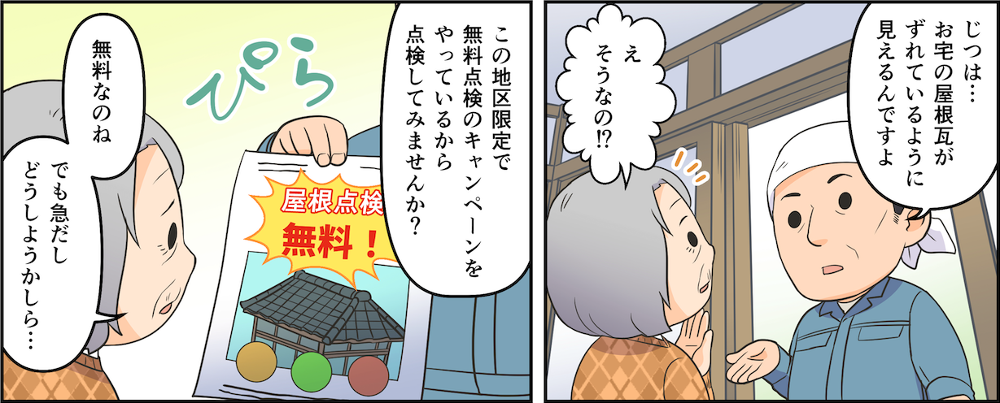 じつは…
お宅の屋根瓦が
ずれているように
見えるんですよ
え
そうなの⁉
この地区限定で
無料点検のキャンペーンを
やっているから
点検してみませんか？
ぴら
屋根点検
無料！
無料なのね
でも急だし
どうしようかしら…